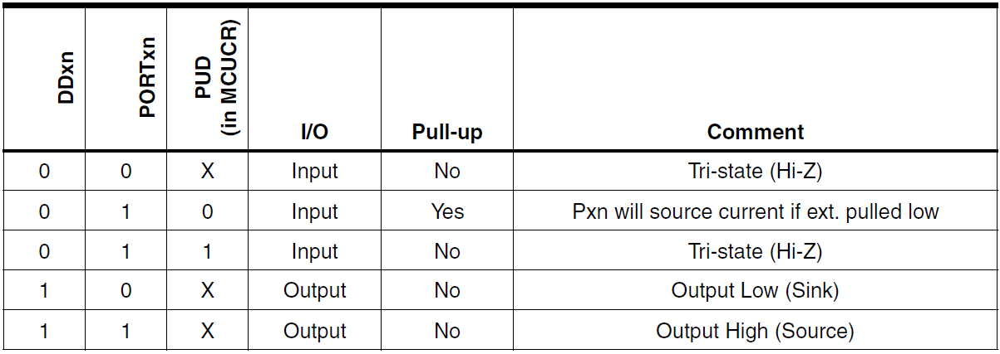 DDxn PORTxn PUD (in MCUCR) I/O Pull-up Comment
0 0 X Input No Tri-state (Hi-Z)
0 1 0 Input Yes Pxn will source current if ext. pulled low
0 1 1 Input No Tri-state (Hi-Z)
1 0 X Output No Output Low (Sink)
1 1 X Output No Output High (Source)